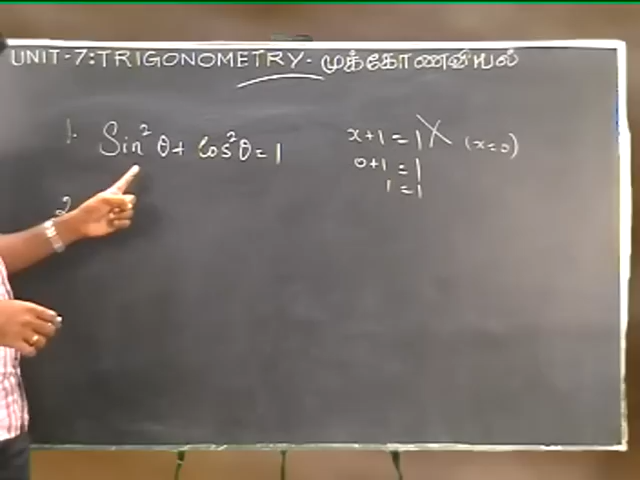 UNIT-7:TRIGONOMETRY - முக்கோணவியல்
1. Sin²θ + Cos²θ = 1
x+1 = 1 X (x=0)
0+1 = 1
1 = 1
2